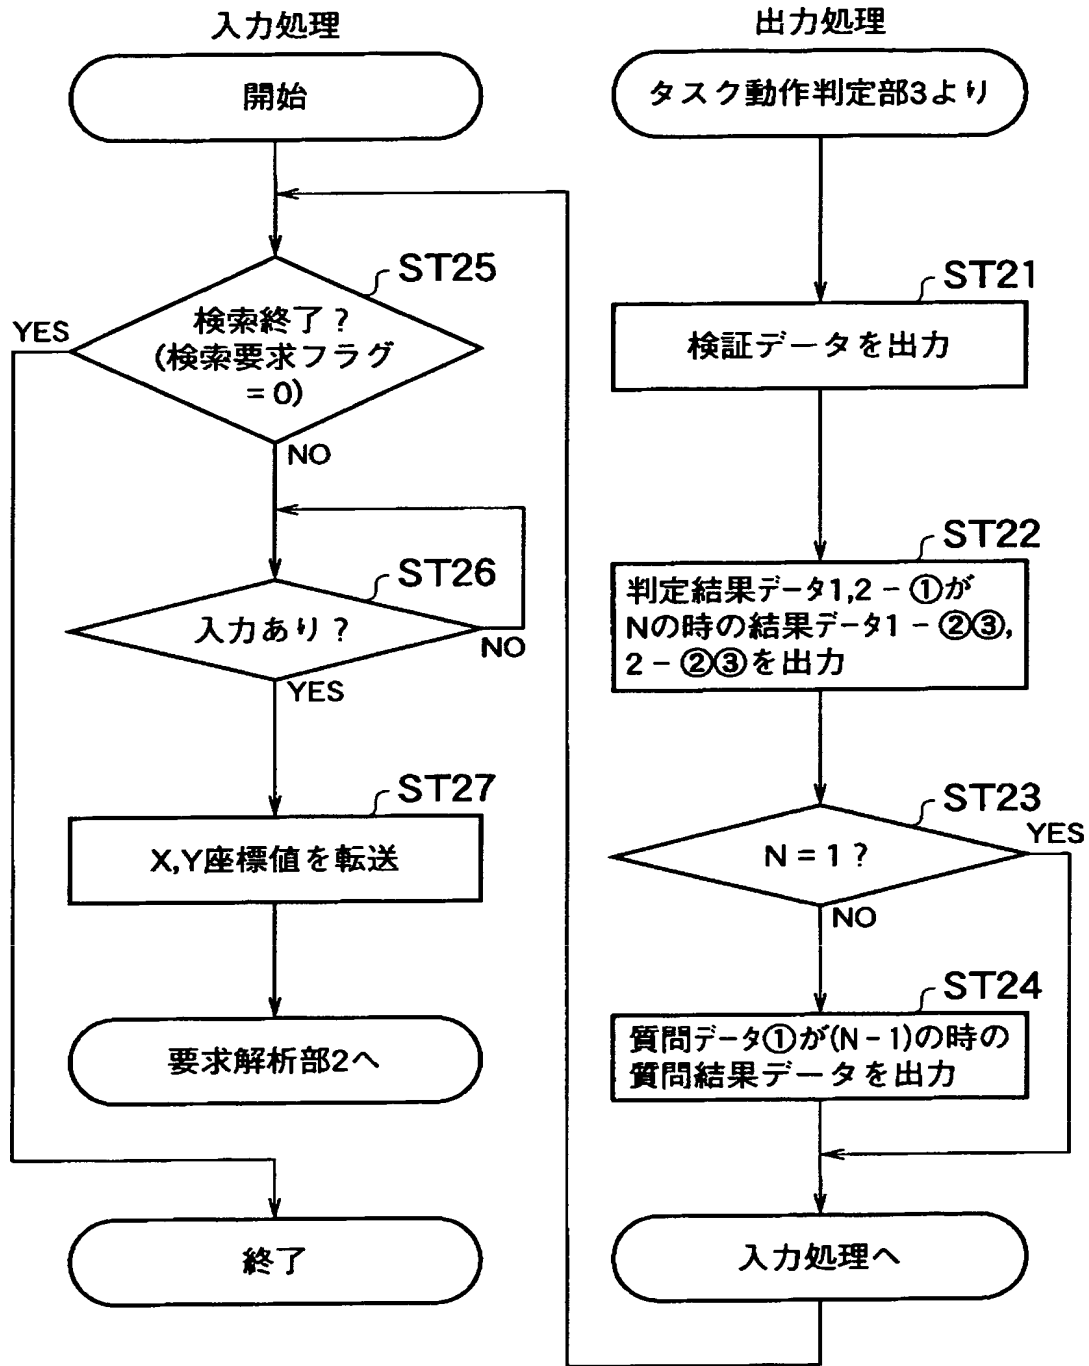 入力処理
開始
ST25
検索終了？
(検索要求フラグ
= 0)
YES
NO
ST26
入力あり？
NO
YES
ST27
X,Y座標値を転送
要求解析部2へ
終了
出力処理
タスク動作判定部3より
ST21
検証データを出力
ST22
判定結果データ1,2 - ①が
Nの時の結果データ1 - ②③,
2 - ②③を出力
ST23
N = 1 ?
YES
NO
ST24
質問データ①が(N - 1)の時の
質問結果データを出力
入力処理へ